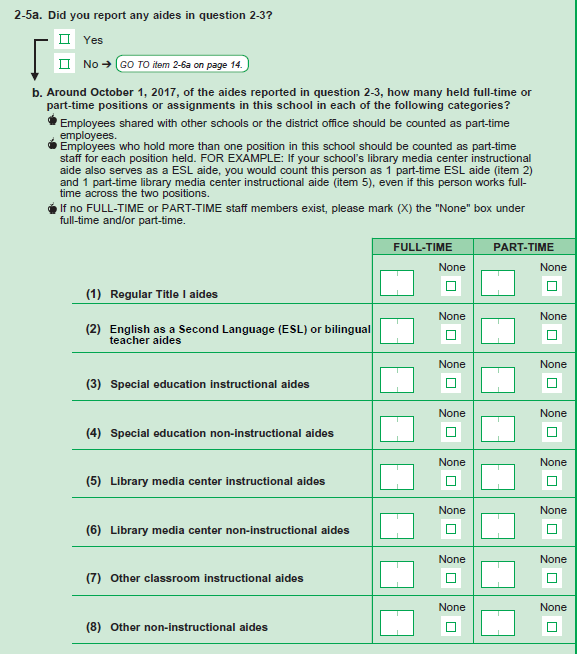 2-5a. Did you report any aides in question 2-3?
Yes
No → GO TO item 2-6a on page 14.
b. Around October 1, 2017, of the aides reported in question 2-3, how many held full-time or
part-time positions or assignments in this school in each of the following categories?
Employees shared with other schools or the district office should be counted as part-time
employees.
Employees who hold more than one position in this school should be counted as part-time
staff for each position held. FOR EXAMPLE: If your school's library media center instructional
aide also serves as a ESL aide, you would count this person as 1 part-time ESL aide (item 2)
and 1 part-time library media center instructional aide (item 5), even if this person works full-
time across the two positions.
If no FULL-TIME or PART-TIME staff members exist, please mark (X) the "None" box under
full-time and/or part-time.
FULL-TIME PART-TIME
None None
(1) Regular Title I aides
None None
(2) English as a Second Language (ESL) or bilingual
teacher aides
None None
(3) Special education instructional aides
None None
(4) Special education non-instructional aides
None None
(5) Library media center instructional aides
None None
(6) Library media center non-instructional aides
None None
(7) Other classroom instructional aides
None None
(8) Other non-instructional aides